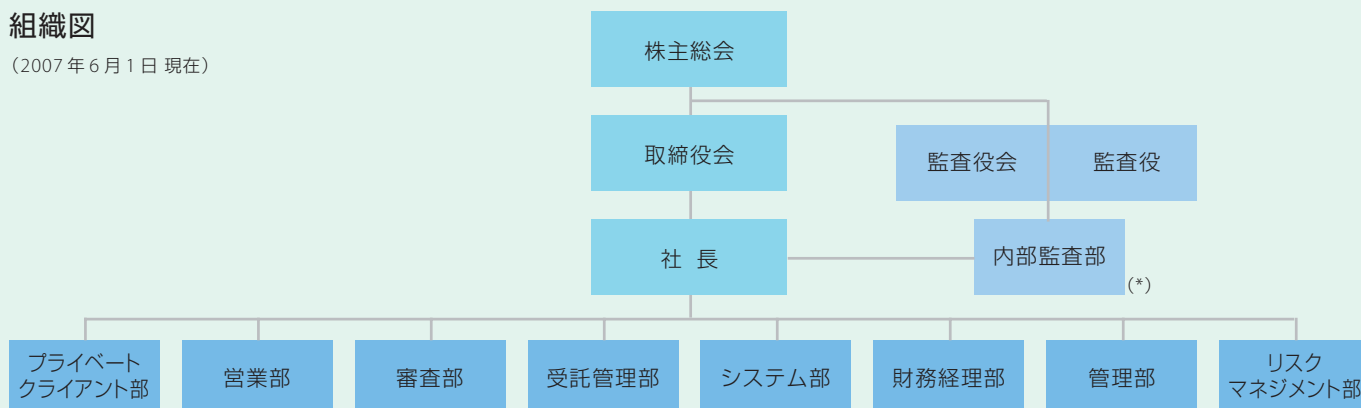 組織図
（2007年6月1日 現在）
株主総会
取締役会
監査役会
監査役
社 長
内部監査部
(*)
プライベート
クライアント部
営業部
審査部
受託管理部
システム部
財務経理部
管理部
リスク
マネジメント部